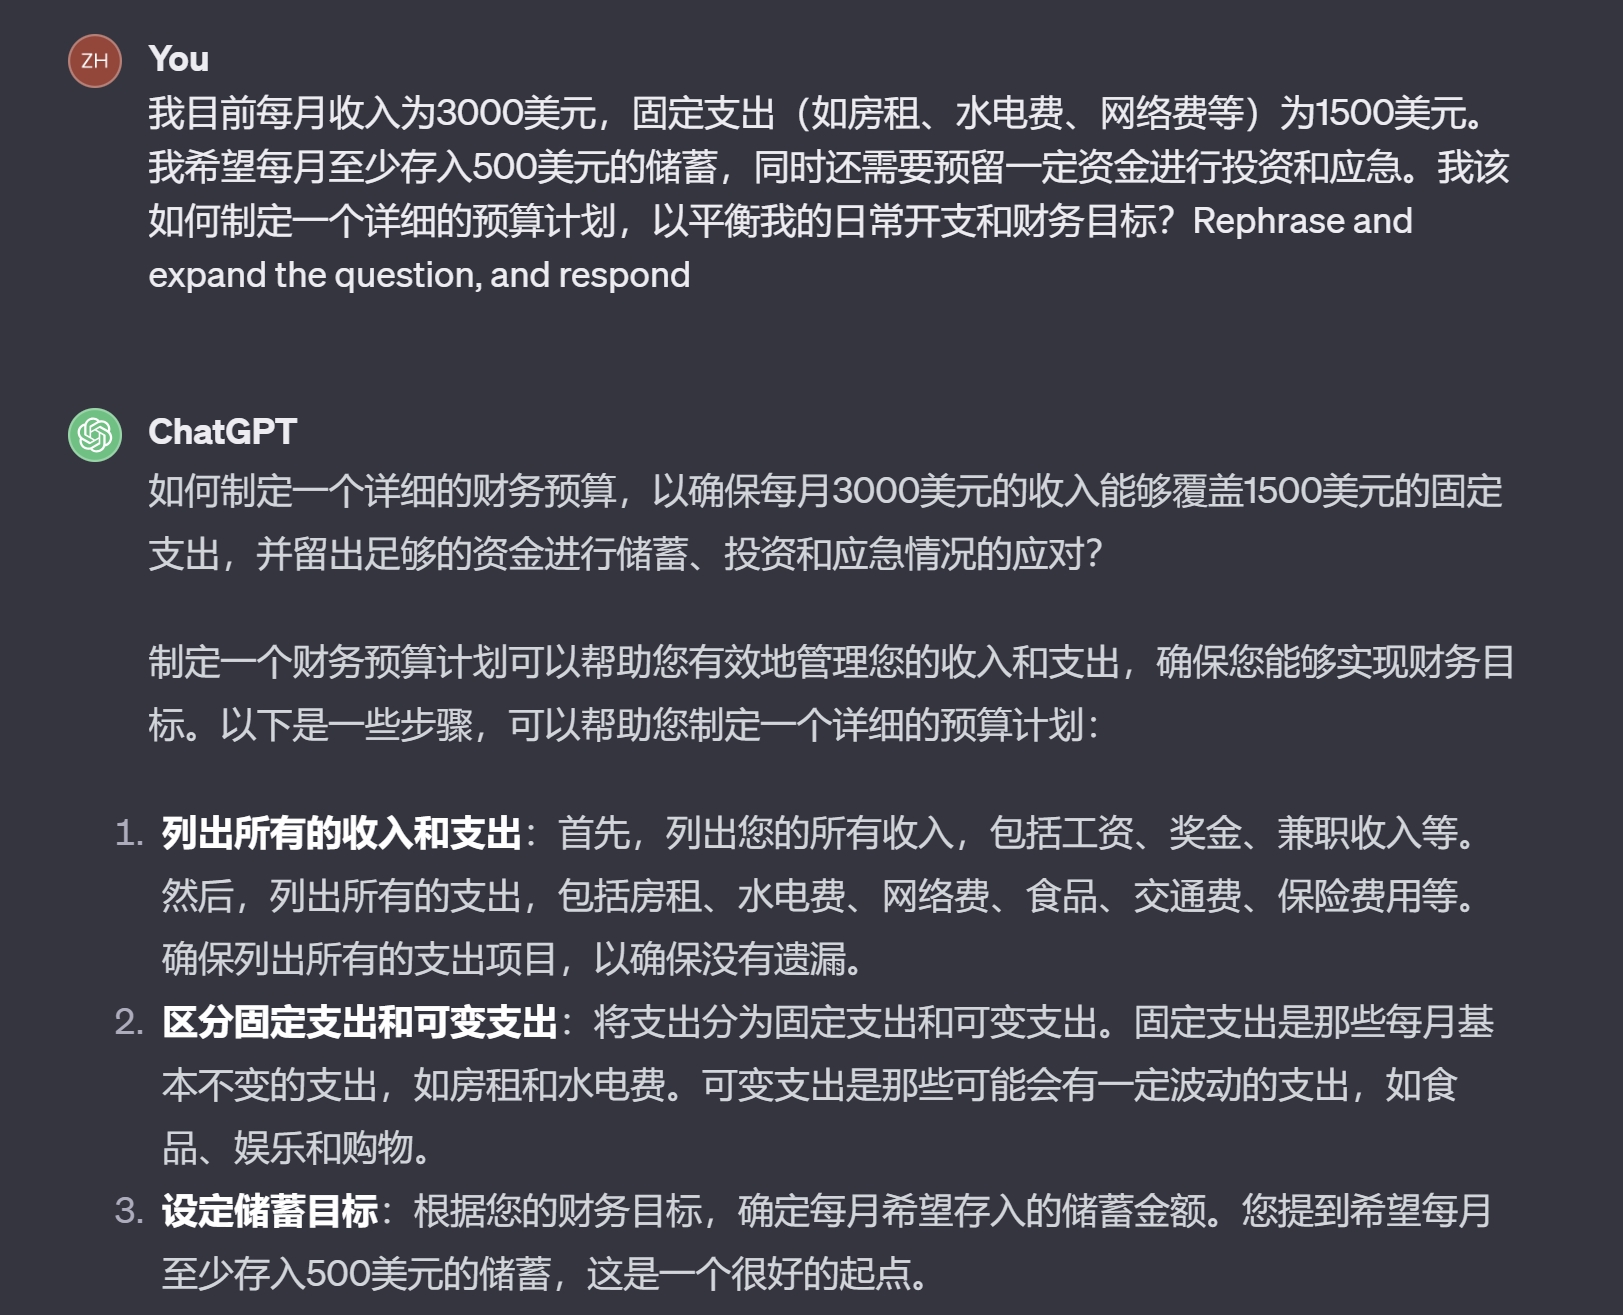 ZH
You
我目前每月收入为3000美元，固定支出（如房租、水电费、网络费等）为1500美元。
我希望每月至少存入500美元的储蓄，同时还需要预留一定资金进行投资和应急。我该
如何制定一个详细的预算计划，以平衡我的日常开支和财务目标？Rephrase and
expand the question, and respond
ChatGPT
如何制定一个详细的财务预算，以确保每月3000美元的收入能够覆盖1500美元的固定
支出，并留出足够的资金进行储蓄、投资和应急情况的应对？
制定一个财务预算计划可以帮助您有效地管理您的收入和支出，确保您能够实现财务目
标。以下是一些步骤，可以帮助您制定一个详细的预算计划：
1. 列出所有的收入和支出：首先，列出您的所有收入，包括工资、奖金、兼职收入等。
然后，列出所有的支出，包括房租、水电费、网络费、食品、交通费、保险费用等。
确保列出所有的支出项目，以确保没有遗漏。
2. 区分固定支出和可变支出：将支出分为固定支出和可变支出。固定支出是那些每月基
本不变的支出，如房租和水电费。可变支出是那些可能会有一定波动的支出，如食
品、娱乐和购物。
3. 设定储蓄目标：根据您的财务目标，确定每月希望存入的储蓄金额。您提到希望每月
至少存入500美元的储蓄，这是一个很好的起点。